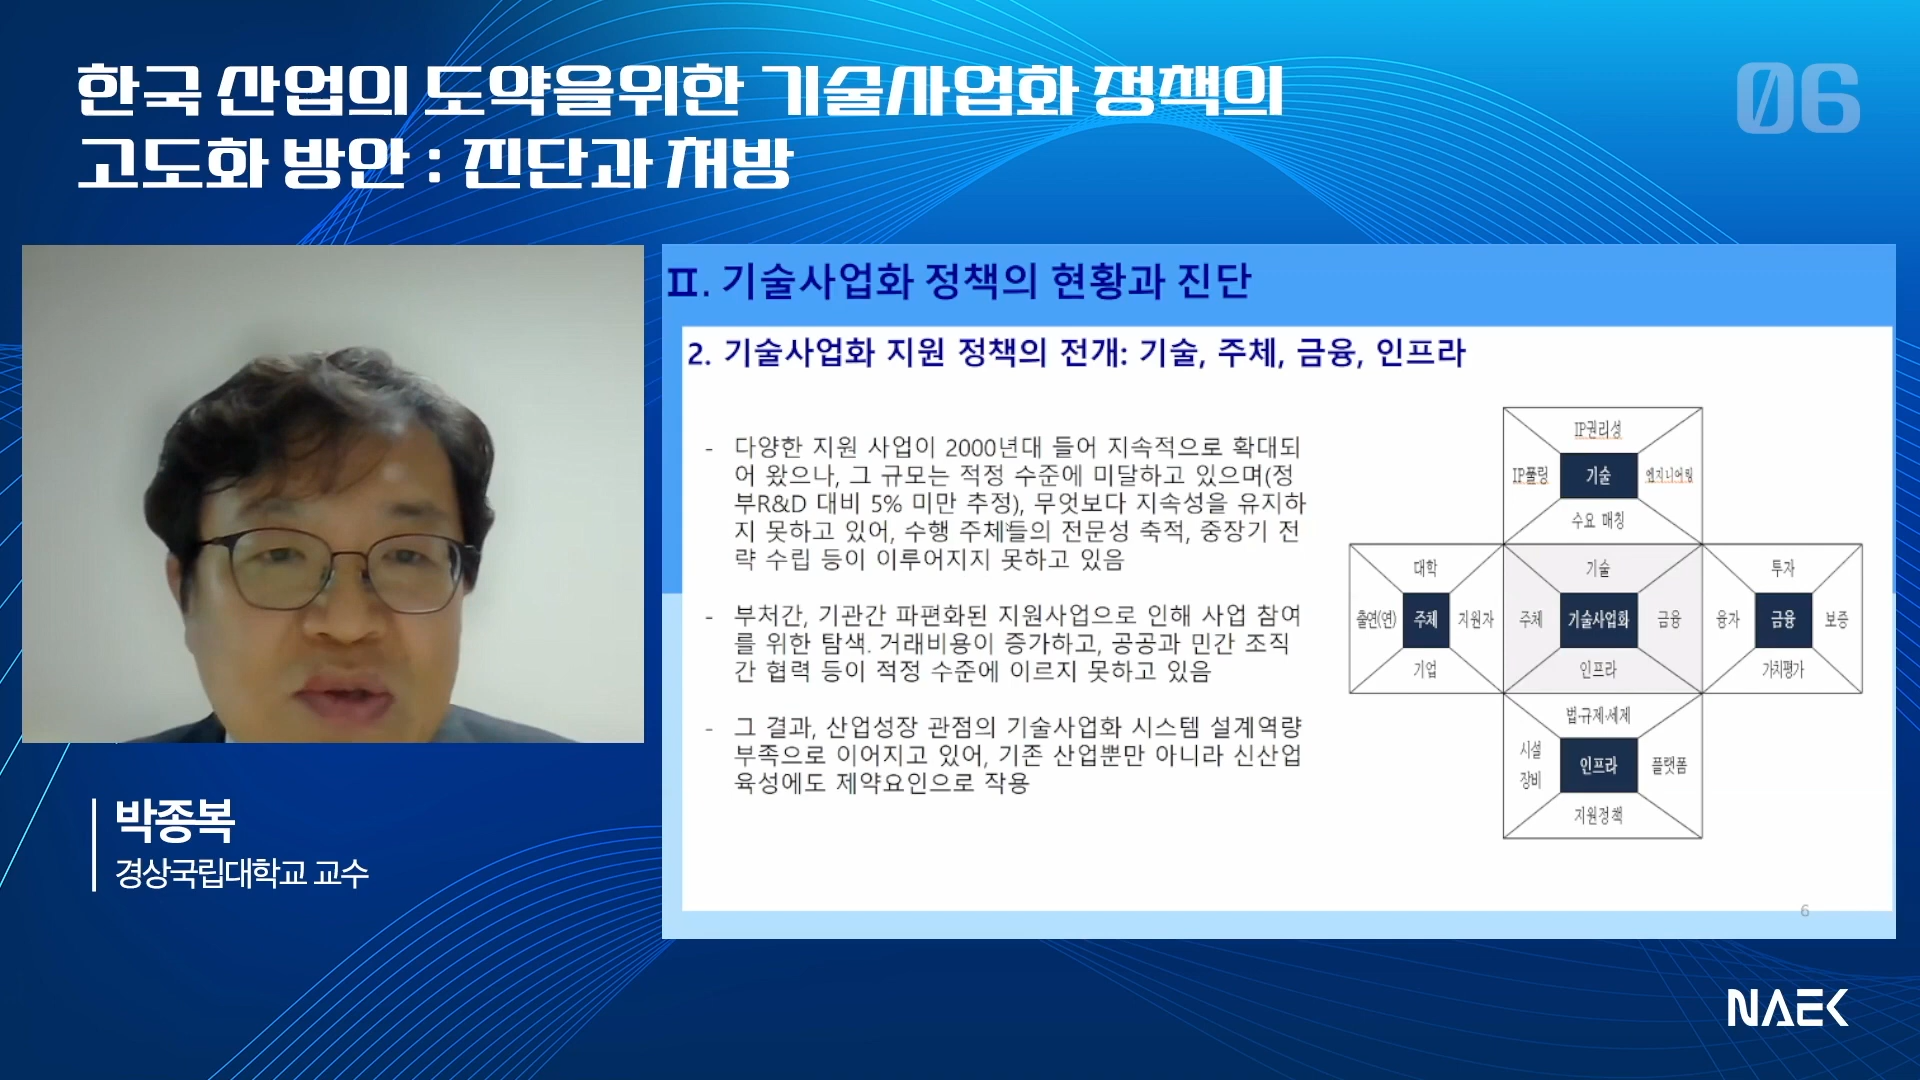 한국 산업의 도약을위한 기술사업화 정책의
고도화 방안 : 진단과 처방
06
Ⅱ. 기술사업화 정책의 현황과 진단
2. 기술사업화 지원 정책의 전개: 기술, 주체, 금융, 인프라
- 다양한 지원 사업이 2000년대 들어 지속적으로 확대되
어 왔으나, 그 규모는 적정 수준에 미달하고 있으며(정
부R&D 대비 5% 미만 추정), 무엇보다 지속성을 유지하
지 못하고 있어, 수행 주체들의 전문성 축적, 중장기 전
략 수립 등이 이루어지지 못하고 있음
- 부처간, 기관간 파편화된 지원사업으로 인해 사업 참여
를 위한 탐색. 거래비용이 증가하고, 공공과 민간 조직
간 협력 등이 적정 수준에 이르지 못하고 있음
- 그 결과, 산업성장 관점의 기술사업화 시스템 설계역량
부족으로 이어지고 있어, 기존 산업뿐만 아니라 신산업
육성에도 제약요인으로 작용
IP권리성
IP풀링 기술 엔지니어링
수요 매칭
대학 기술 투자
출연(연) 주체 지원자 주체 기술사업화 금융 융자 금융 보증
기업 인프라 가치평가
법·규제·세제
시설
장비
인프라 플랫폼
지원정책
6
박종복
경상국립대학교 교수
NAEK